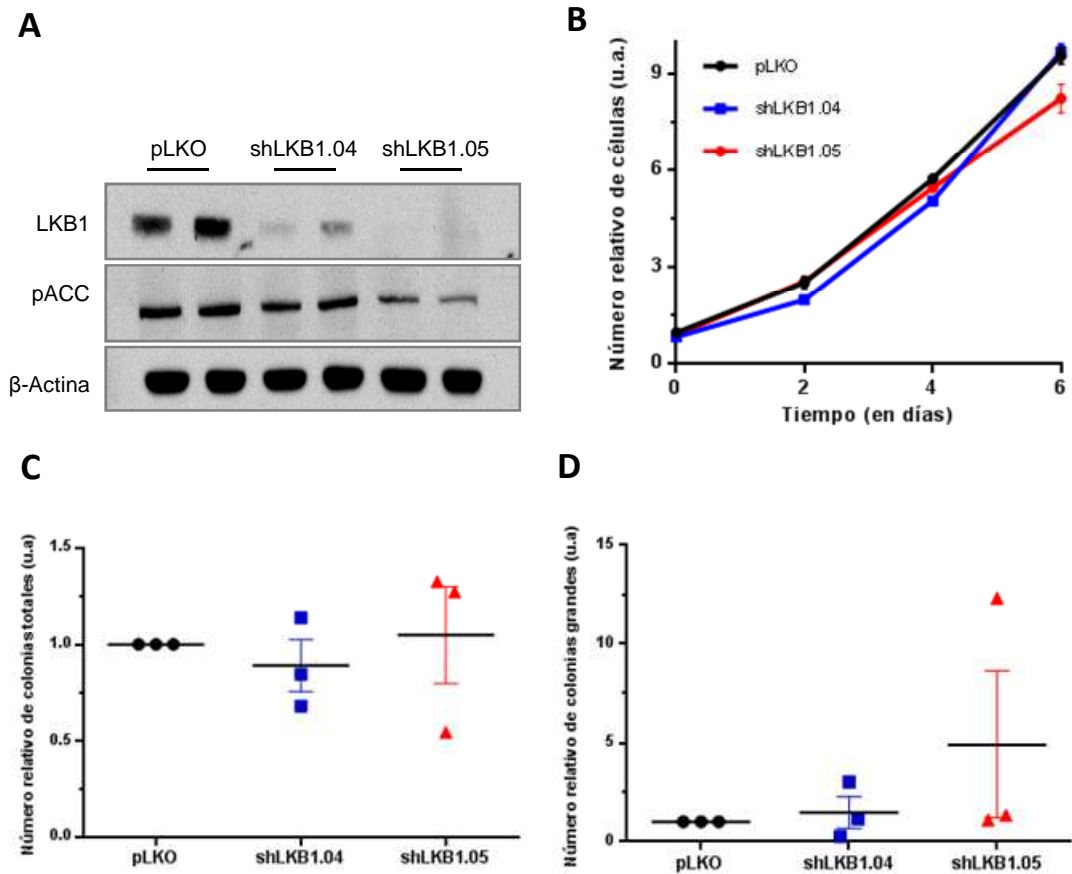 A
pLKO shLKB1.04 shLKB1.05
LKB1
pACC
β-Actina
B
Número relativo de células (u.a.)
9
6
3
0
pLKO
shLKB1.04
shLKB1.05
0 2 4 6
Tiempo (en días)
C
Número relativo de coloniastotales (u.a)
1.5
1.0
0.5
0.0
pLKO shLKB1.04 shLKB1.05
D
Número relativo de colonias grandes (u.a)
15
10
5
0
pLKO shLKB1.04 shLKB1.05